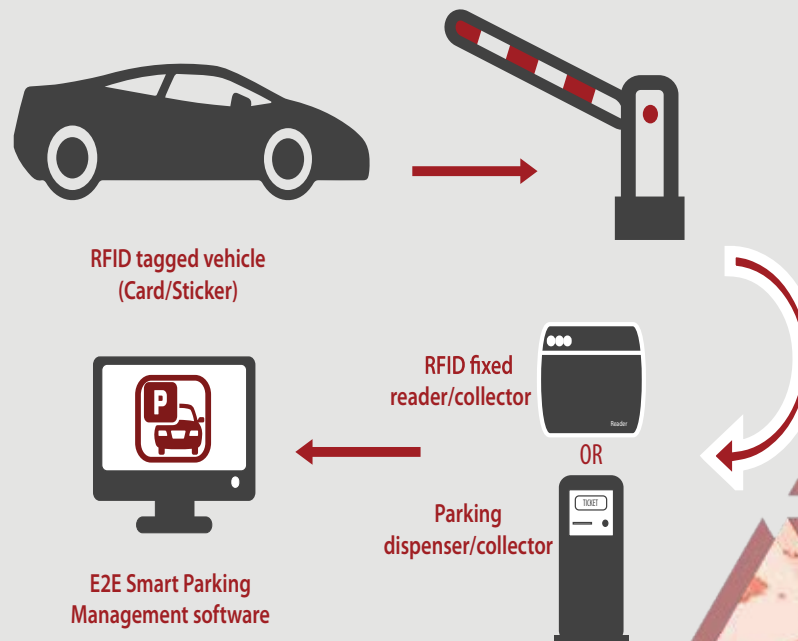 RFID tagged vehicle
(Card/Sticker)
RFID fixed
reader/collector
Reader
OR
TICKET
Parking
dispenser/collector
P
E2E Smart Parking
Management software